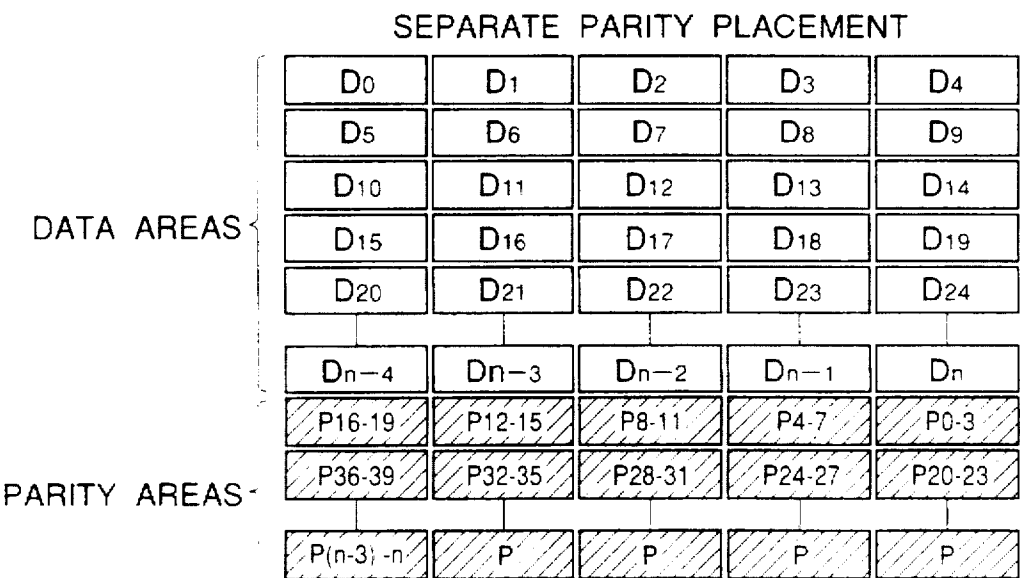 SEPARATE PARITY PLACEMENT
D0 D1 D2 D3 D4
D5 D6 D7 D8 D9
D10 D11 D12 D13 D14
DATA AREAS
D15 D16 D17 D18 D19
D20 D21 D22 D23 D24
Dn-4 Dn-3 Dn-2 Dn-1 Dn
P16-19 P12-15 P8-11 P4-7 P0-3
P36-39 P32-35 P28-31 P24-27 P20-23
PARITY AREAS
P(n-3)-n P P P P